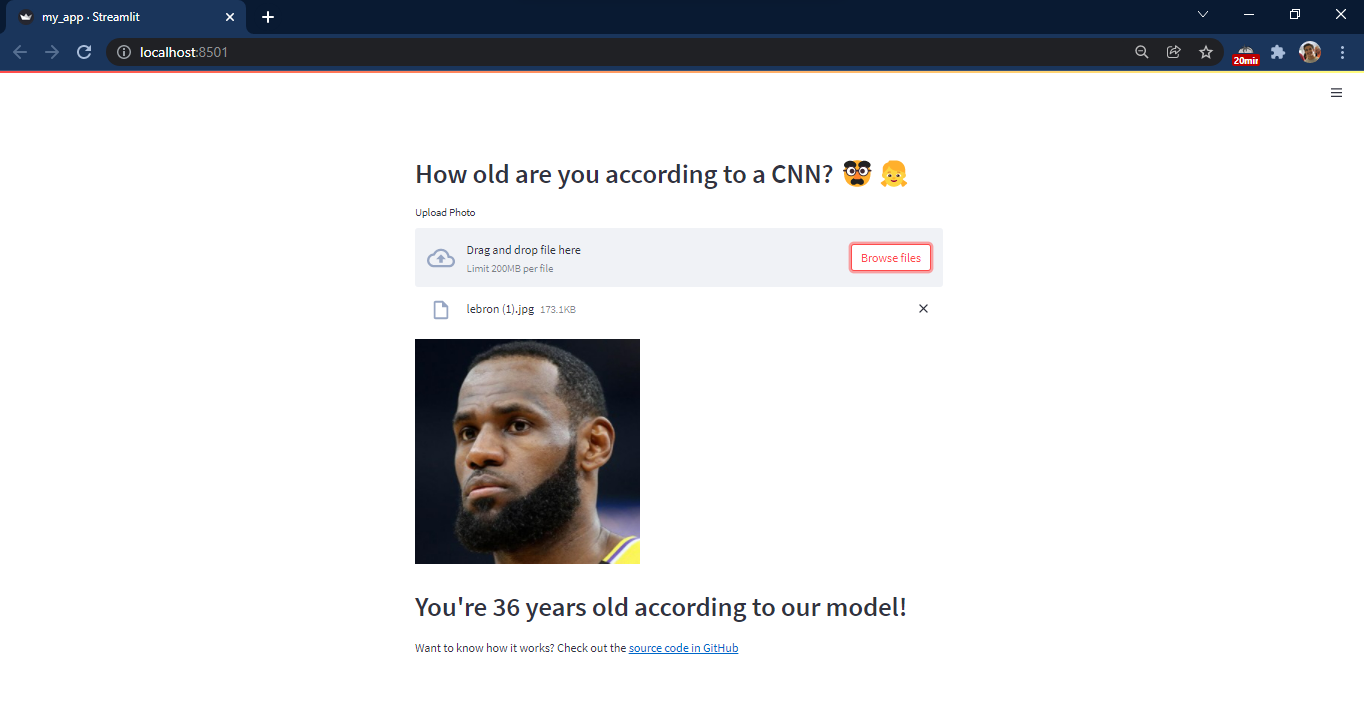 my_app · Streamlit
localhost:8501
20min
How old are you according to a CNN? 🥸 👧
Upload Photo
Drag and drop file here
Limit 200MB per file
Browse files
lebron (1).jpg 173.1KB
You're 36 years old according to our model!
Want to know how it works? Check out the source code in GitHub